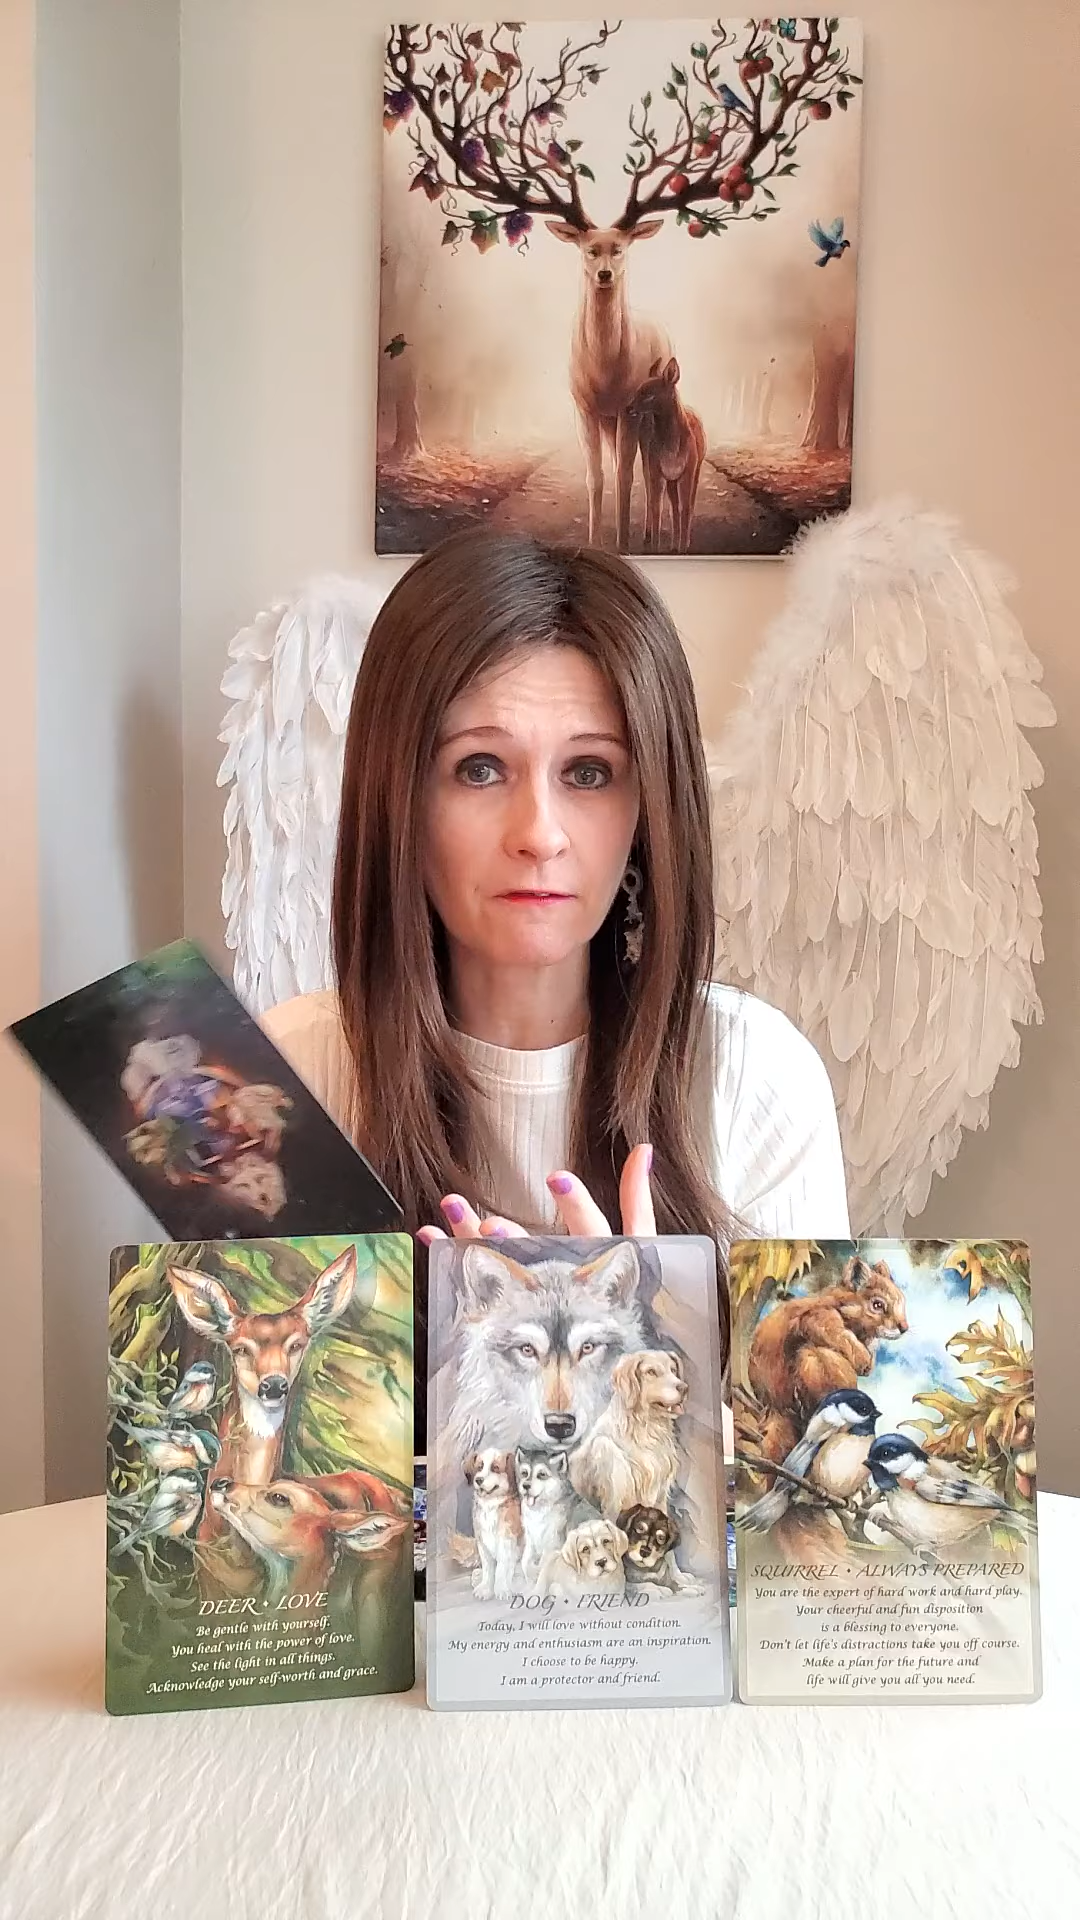 DEER • LOVE
Be gentle with yourself.
You heal with the power of love.
See the light in all things.
Acknowledge your self-worth and grace.
DOG • FRIEND
Today, I will love without condition.
My energy and enthusiasm are an inspiration.
I choose to be happy.
I am a protector and friend.
SQUIRREL • ALWAYS PREPARED
You are the expert of hard work and hard play.
Your cheerful and fun disposition
is a blessing to everyone.
Don't let life's distractions take you off course.
Make a plan for the future and
life will give you all you need.